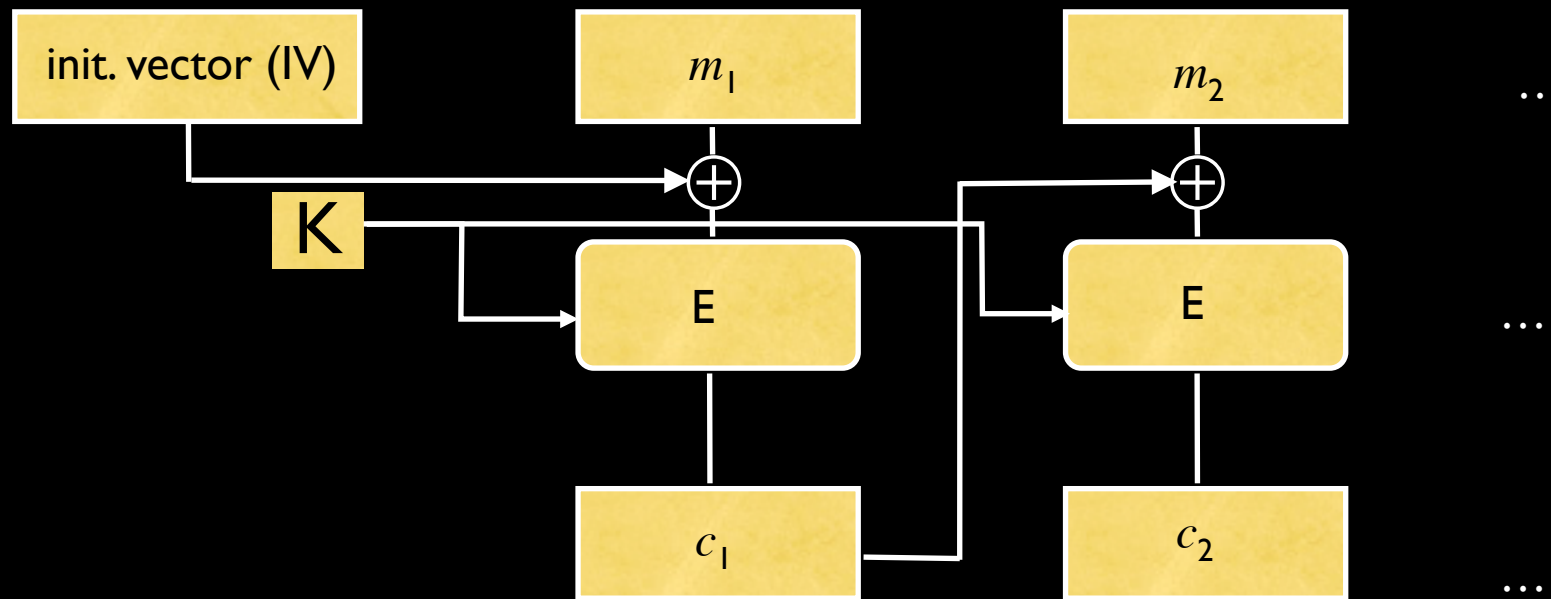 init. vector (IV)
m₁
m₂
..
K
E
E
...
c₁
c₂
...